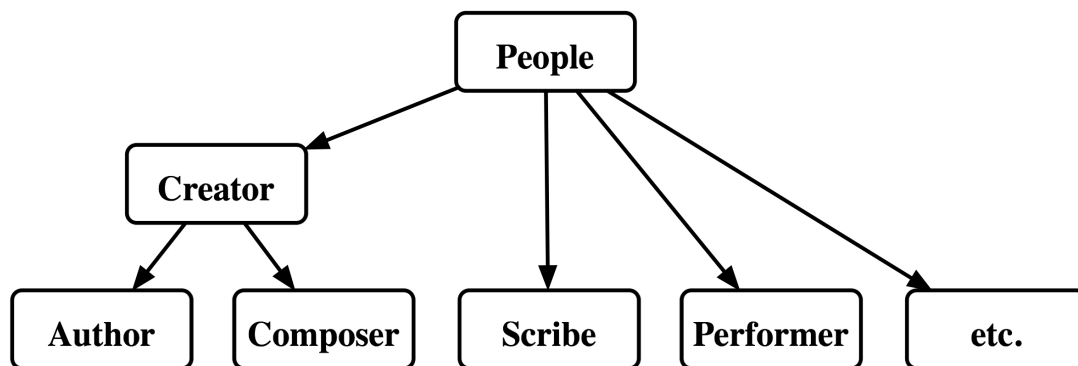 People
Creator
Author
Composer
Scribe
Performer
etc.